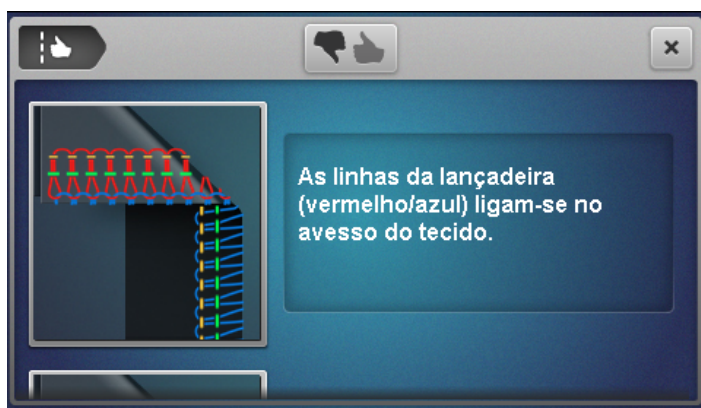 As linhas da lançadeira
(vermelho/azul) ligam-se no
avesso do tecido.